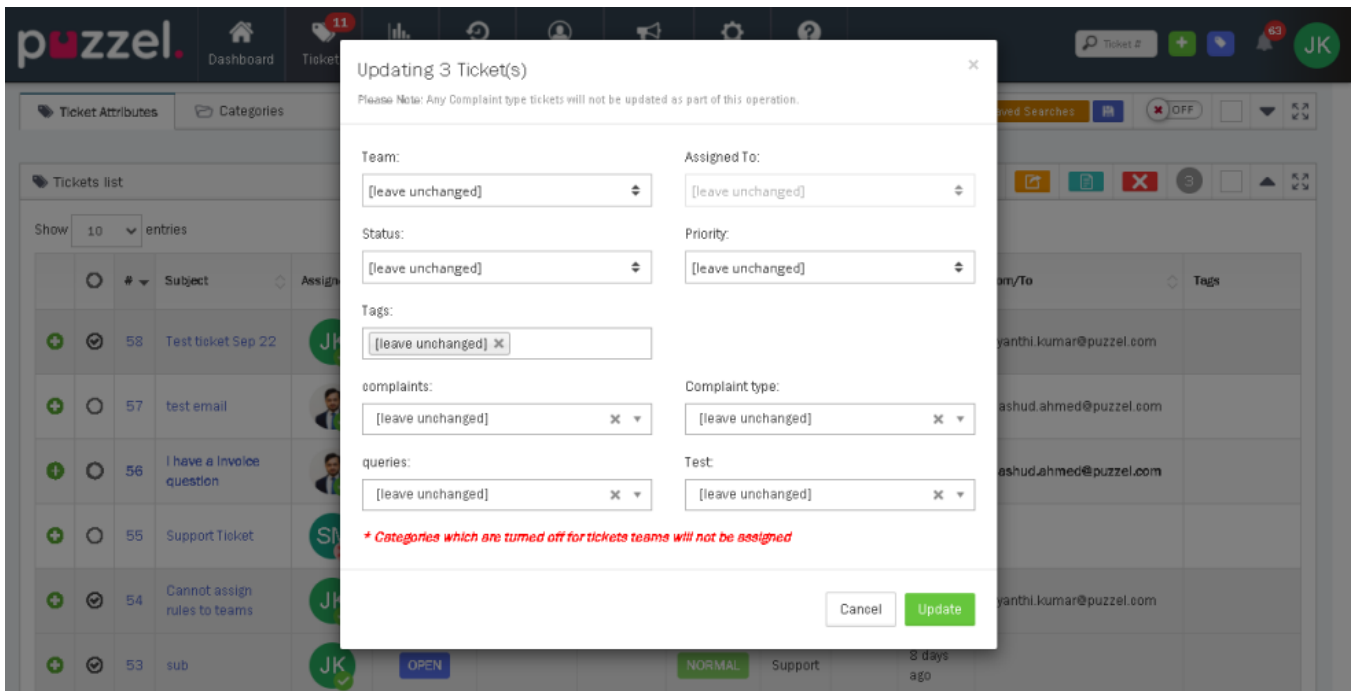 puzzel.
Dashboard
Ticket
11
Ticket #
63
JK
Ticket Attributes
Categories
Searches
OFF
Updating 3 Ticket(s)
×
Please Note: Any Complaint type tickets will not be updated as part of this operation.
Team:
Assigned To:
[leave unchanged]
[leave unchanged]
Status:
Priority:
[leave unchanged]
[leave unchanged]
Tags:
[leave unchanged] ×
complaints:
Complaint type:
[leave unchanged] ×
[leave unchanged] ×
queries:
Test:
[leave unchanged] ×
[leave unchanged] ×
* Categories which are turned off for tickets teams will not be assigned
Cancel
Update
Tickets list
3
Show 10 entries
# Subject Assign om/To Tags
58 Test ticket Sep 22 JK yanthi.kumar@puzzel.com
57 test email ashud.ahmed@puzzel.com
56 I have a Invoice
question ashud.ahmed@puzzel.com
55 Support Ticket SN
54 Cannot assign
rules to teams JK yanthi.kumar@puzzel.com
53 sub JK OPEN NORMAL Support 8 days
ago